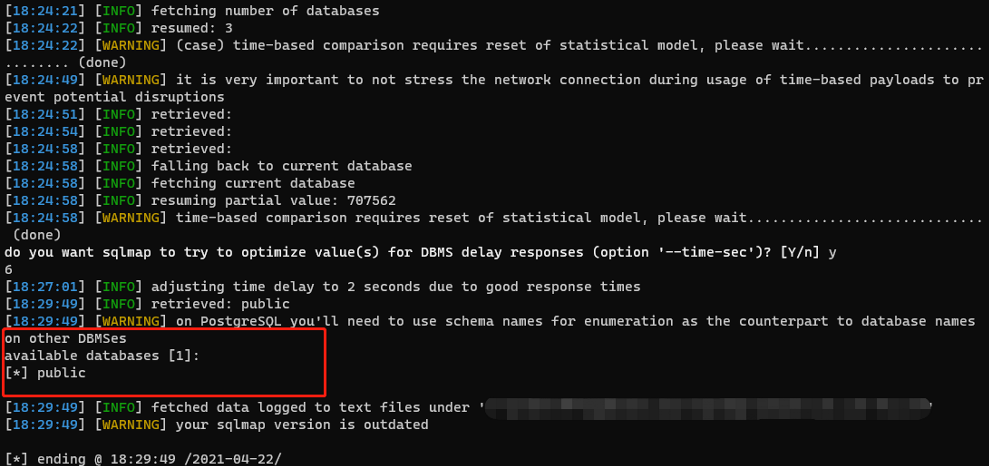 [18:24:21] [INFO] fetching number of databases
[18:24:22] [INFO] resumed: 3
[18:24:22] [WARNING] (case) time-based comparison requires reset of statistical model, please wait......................
........ (done)
[18:24:49] [WARNING] it is very important to not stress the network connection during usage of time-based payloads to pr
event potential disruptions
[18:24:51] [INFO] retrieved:
[18:24:54] [INFO] retrieved:
[18:24:58] [INFO] retrieved:
[18:24:58] [INFO] falling back to current database
[18:24:58] [INFO] fetching current database
[18:24:58] [INFO] resuming partial value: 707562
[18:24:58] [WARNING] time-based comparison requires reset of statistical model, please wait.............................
(done)
do you want sqlmap to try to optimize value(s) for DBMS delay responses (option '--time-sec')? [Y/n] y
6
[18:27:01] [INFO] adjusting time delay to 2 seconds due to good response times
[18:29:49] [INFO] retrieved: public
[18:29:49] [WARNING] on PostgreSQL you'll need to use schema names for enumeration as the counterpart to database names
on other DBMSes
available databases [1]:
[*] public
[18:29:49] [INFO] fetched data logged to text files under '
[18:29:49] [WARNING] your sqlmap version is outdated
[*] ending @ 18:29:49 /2021-04-22/